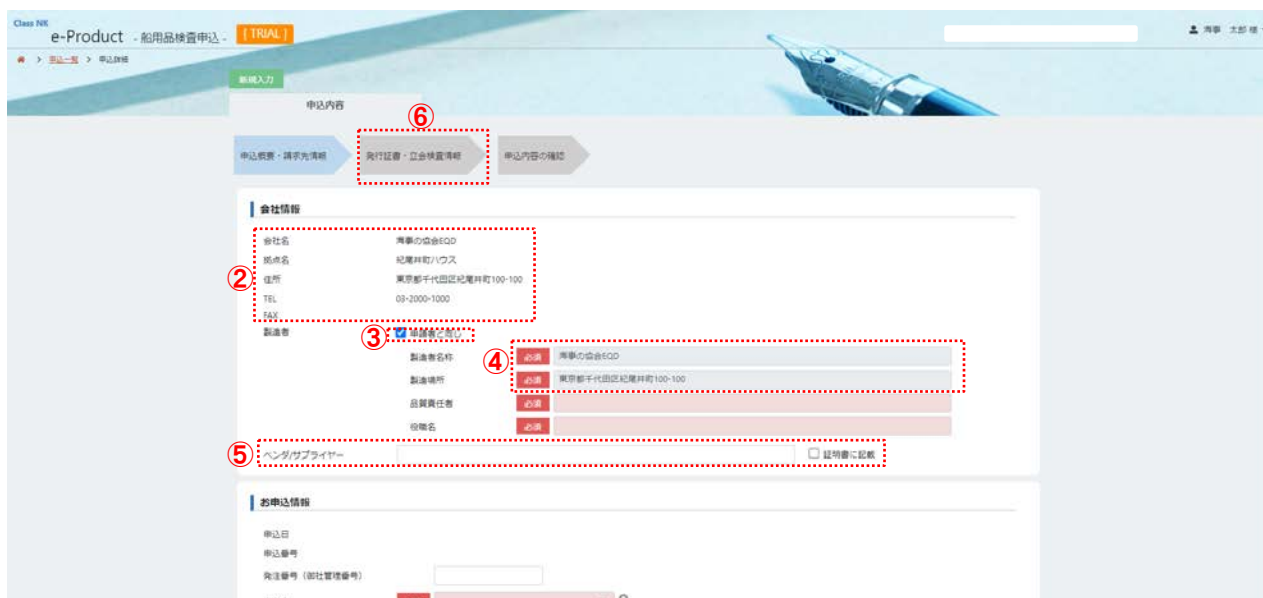 Class NK
e-Product - 船用品検査申込 - [ TRIAL ]
海事 太郎 様
> 申込一覧 > 申込詳細
新規入力
申込内容
⑥
申込概要・請求先情報 発行証書・立会検査情報 申込内容の確認
会社情報
会社名 海事の協会EQD
拠点名 紀尾井町ハウス
② 住所 東京都千代田区紀尾井町100-100
TEL 03-2000-1000
FAX
製造者 ③ 申請者と同じ
製造者名称 ④ 必須 海事の協会EQD
製造場所 必須 東京都千代田区紀尾井町100-100
品質責任者 必須
役職名 必須
⑤ ベンダ/サプライヤー 証明書に記載
お申込情報
申込日
申込番号
発注番号（御社管理番号）